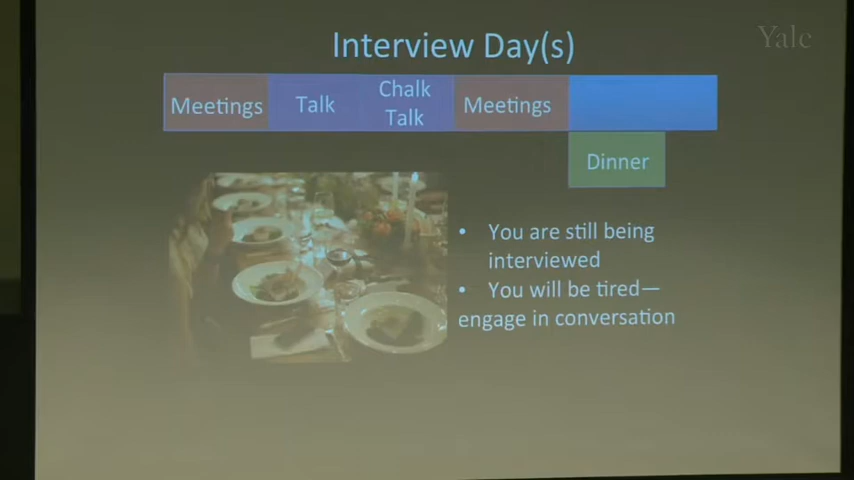 Yale
Interview Day(s)
Meetings
Talk
Chalk
Talk
Meetings
Dinner
• You are still being
interviewed
• You will be tired—
engage in conversation